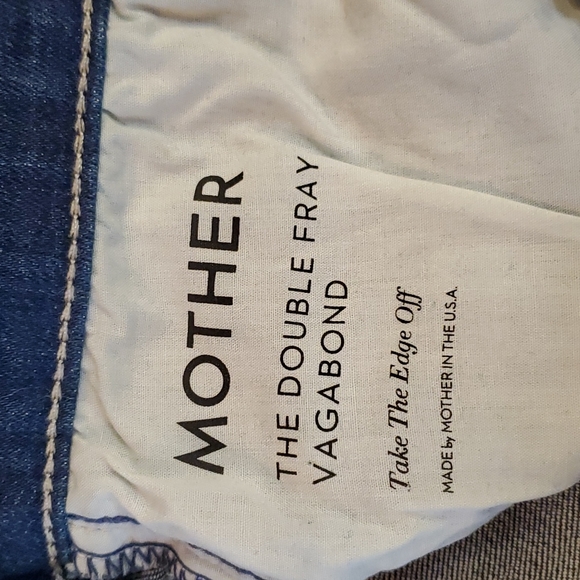 MOTHER
THE DOUBLE FRAY
VAGABOND
Take The Edge Off
MADE by MOTHER IN THE U.S.A.